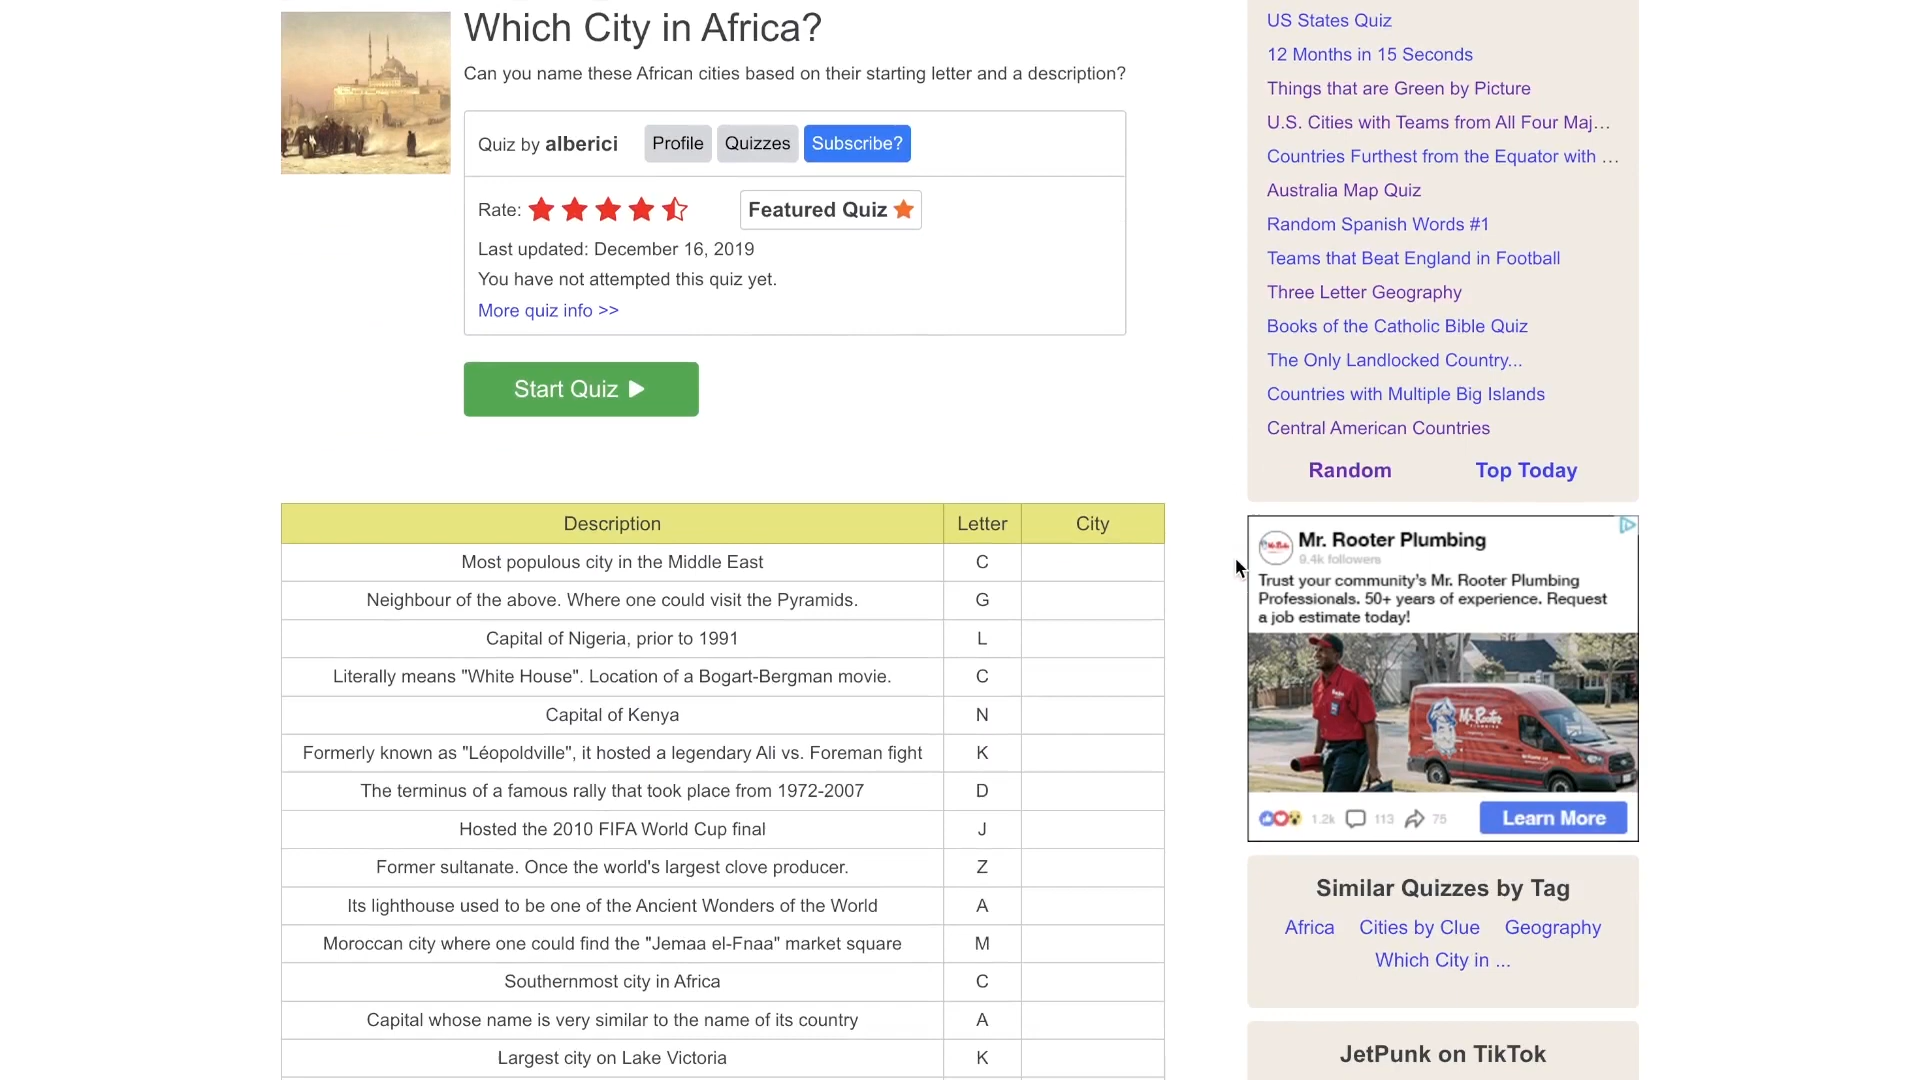 Which City in Africa?
Can you name these African cities based on their starting letter and a description?
Quiz by alberici
Profile
Quizzes
Subscribe?
Rate:
Featured Quiz
Last updated: December 16, 2019
You have not attempted this quiz yet.
More quiz info >>
Start Quiz
Description Letter City
Most populous city in the Middle East C
Neighbour of the above. Where one could visit the Pyramids. G
Capital of Nigeria, prior to 1991 L
Literally means "White House". Location of a Bogart-Bergman movie. C
Capital of Kenya N
Formerly known as "Léopoldville", it hosted a legendary Ali vs. Foreman fight K
The terminus of a famous rally that took place from 1972-2007 D
Hosted the 2010 FIFA World Cup final J
Former sultanate. Once the world's largest clove producer. Z
Its lighthouse used to be one of the Ancient Wonders of the World A
Moroccan city where one could find the "Jemaa el-Fnaa" market square M
Southernmost city in Africa C
Capital whose name is very similar to the name of its country A
Largest city on Lake Victoria K
US States Quiz
12 Months in 15 Seconds
Things that are Green by Picture
U.S. Cities with Teams from All Four Maj...
Countries Furthest from the Equator with ...
Australia Map Quiz
Random Spanish Words #1
Teams that Beat England in Football
Three Letter Geography
Books of the Catholic Bible Quiz
The Only Landlocked Country...
Countries with Multiple Big Islands
Central American Countries
Random Top Today
Mr. Rooter Plumbing
9.4k followers
Trust your community's Mr. Rooter Plumbing
Professionals. 50+ years of experience. Request
a job estimate today!
Mr. Rooter
1.2k 113 75
Learn More
Similar Quizzes by Tag
Africa Cities by Clue Geography
Which City in ...
JetPunk on TikTok